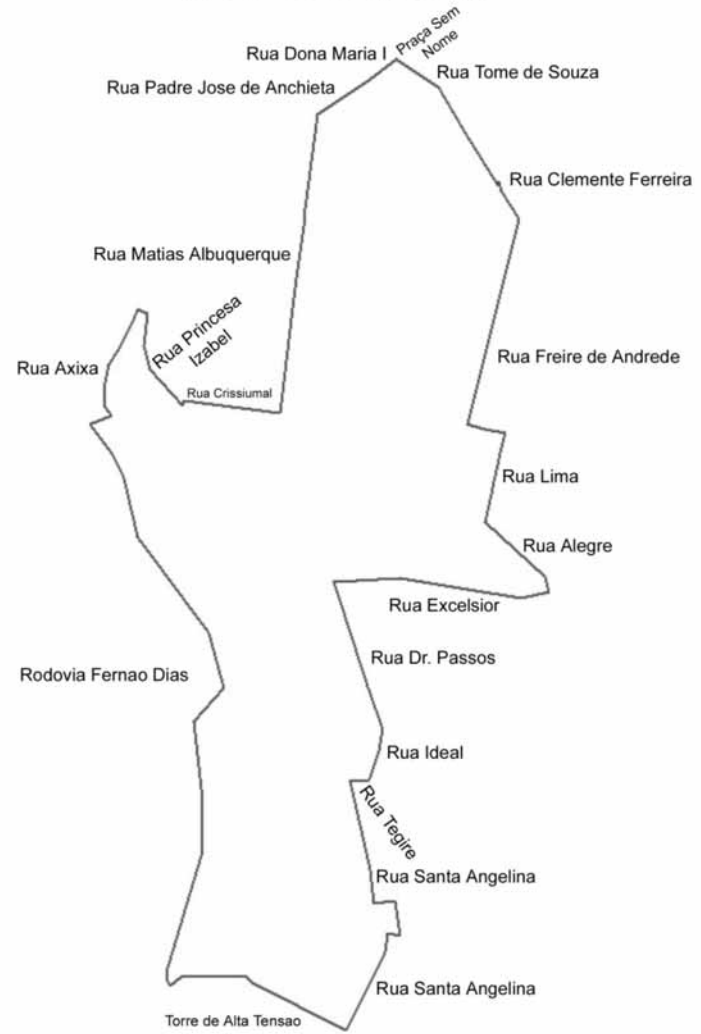 Praça Sem
Nome
Rua Dona Maria I
Rua Tome de Souza
Rua Padre Jose de Anchieta
Rua Clemente Ferreira
Rua Matias Albuquerque
Rua Princesa
Izabel
Rua Freire de Andrede
Rua Axixa
Rua Crissiumal
Rua Lima
Rua Alegre
Rua Excelsior
Rua Dr. Passos
Rodovia Fernao Dias
Rua Ideal
Rua Tegire
Rua Santa Angelina
Rua Santa Angelina
Torre de Alta Tensao